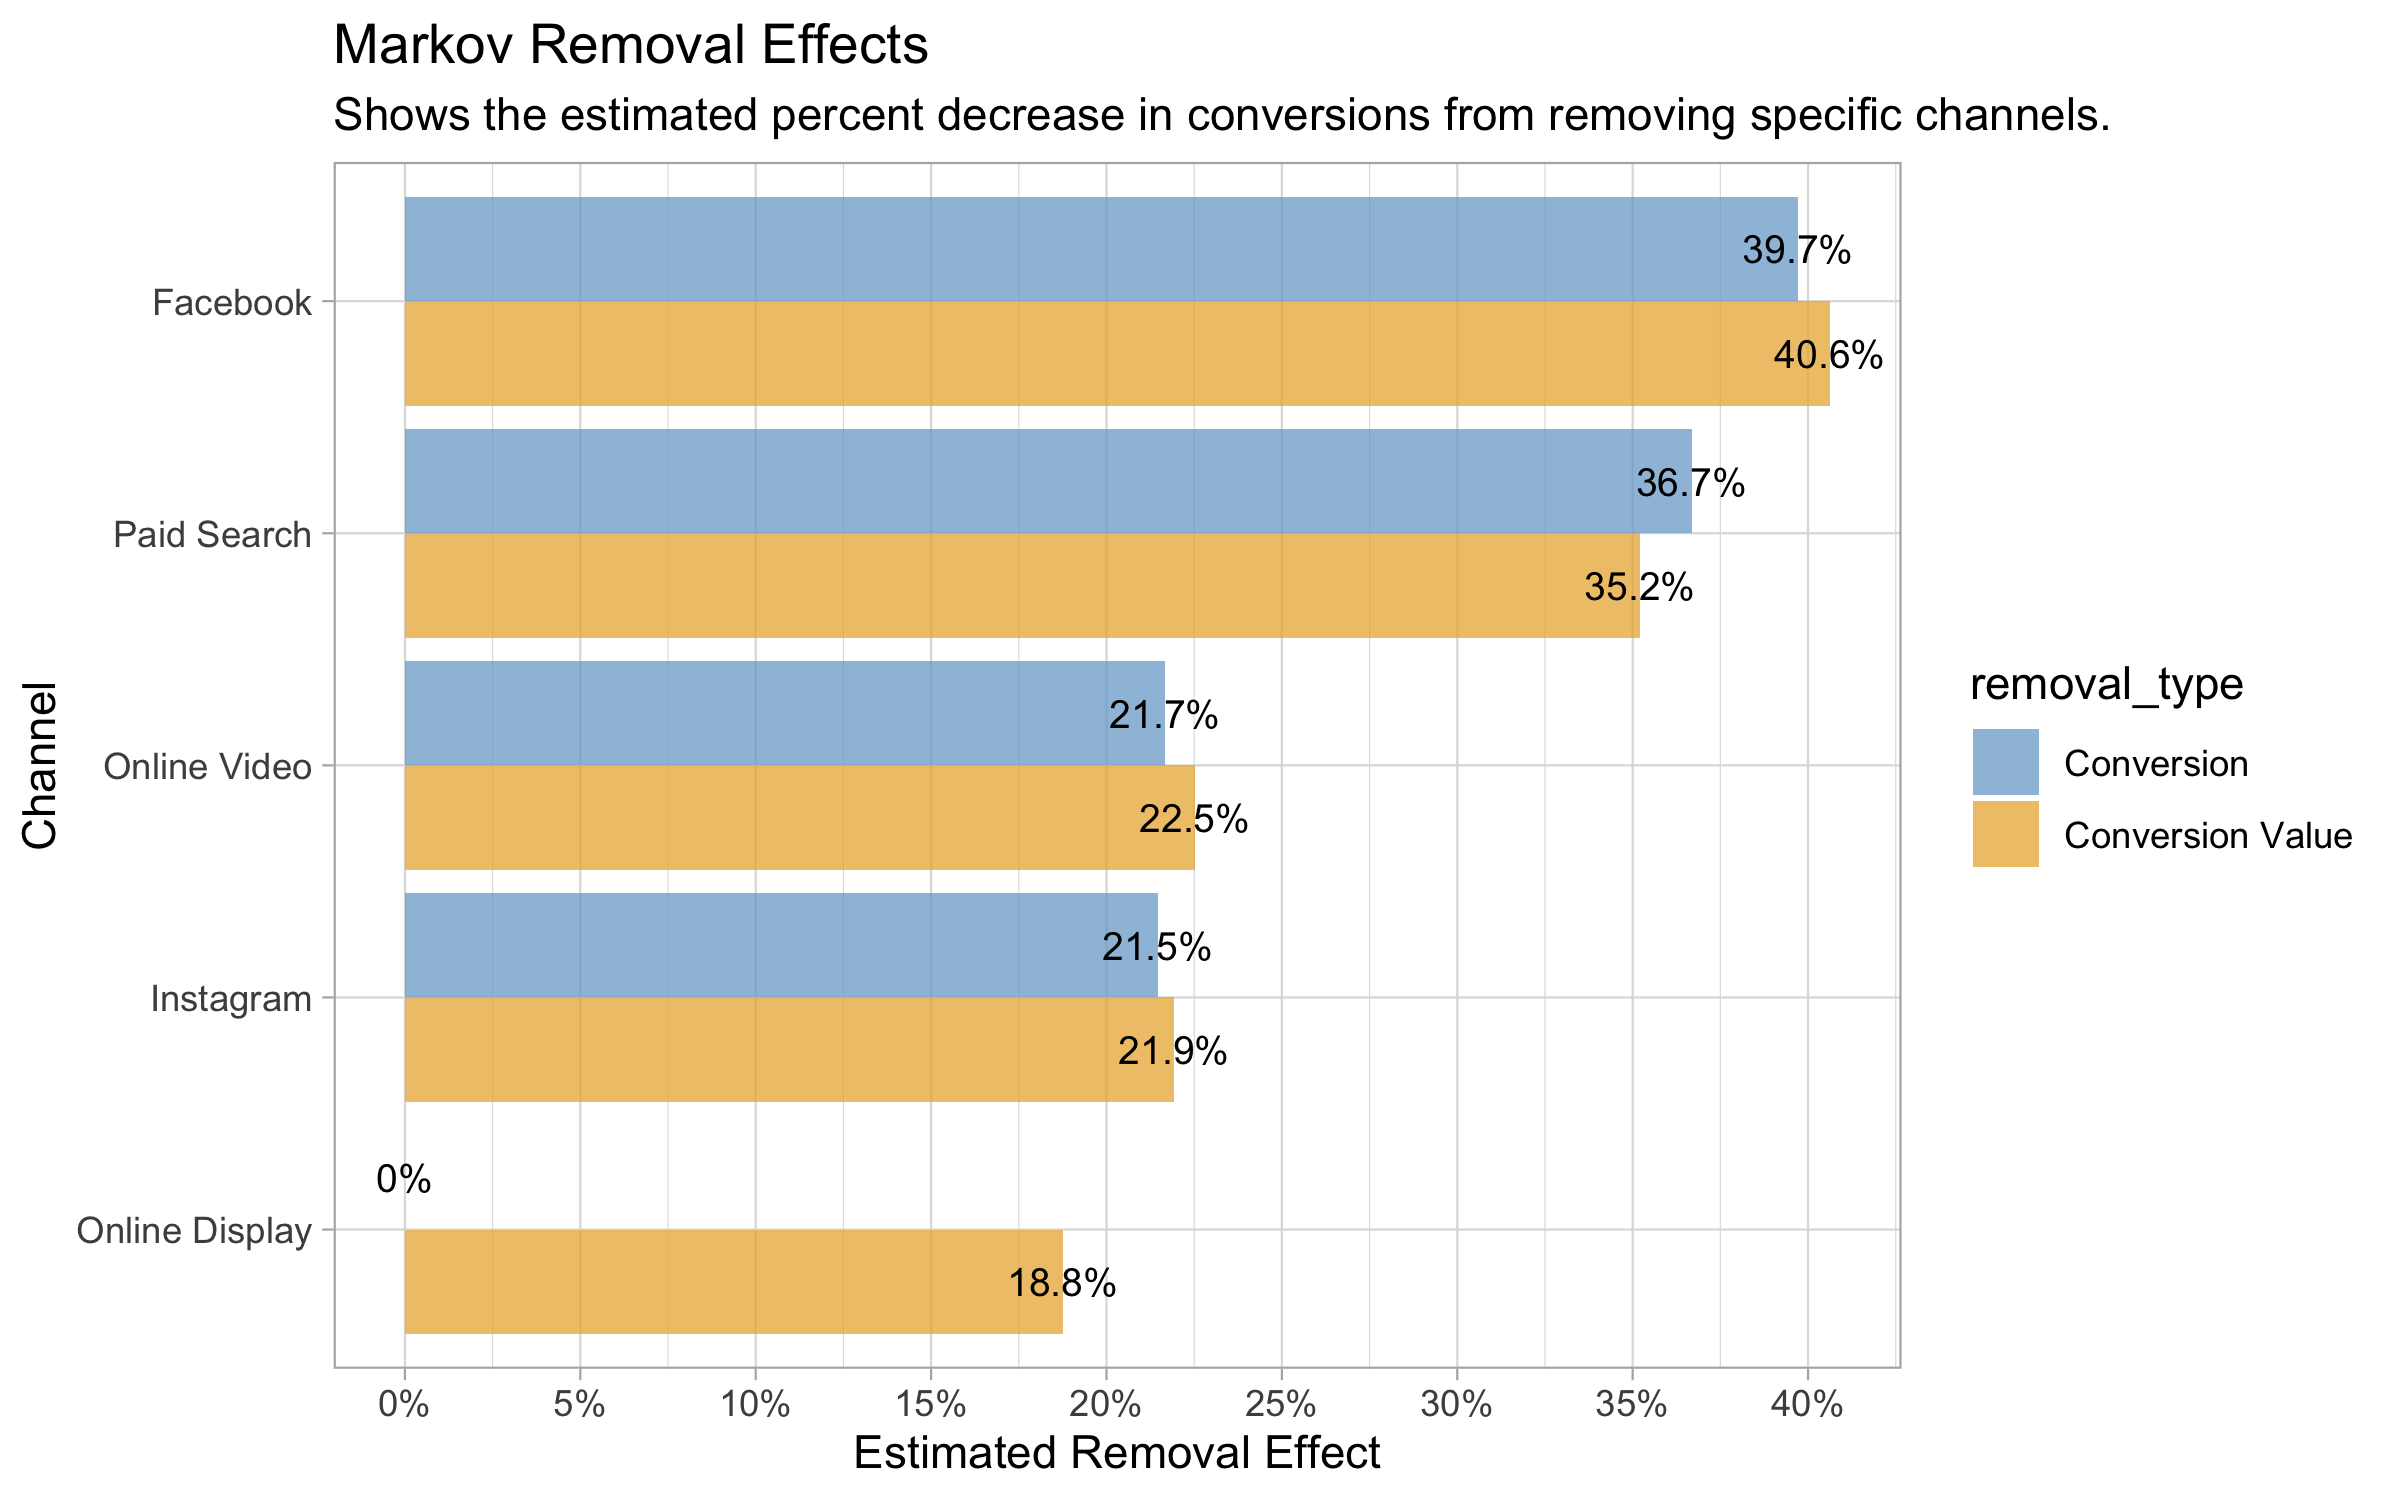 Markov Removal Effects
Shows the estimated percent decrease in conversions from removing specific channels.
Channel
Facebook
39.7%
40.6%
Paid Search
36.7%
35.2%
Online Video
21.7%
22.5%
Instagram
21.5%
21.9%
Online Display
0%
18.8%
0% 5% 10% 15% 20% 25% 30% 35% 40%
Estimated Removal Effect
removal_type
Conversion
Conversion Value